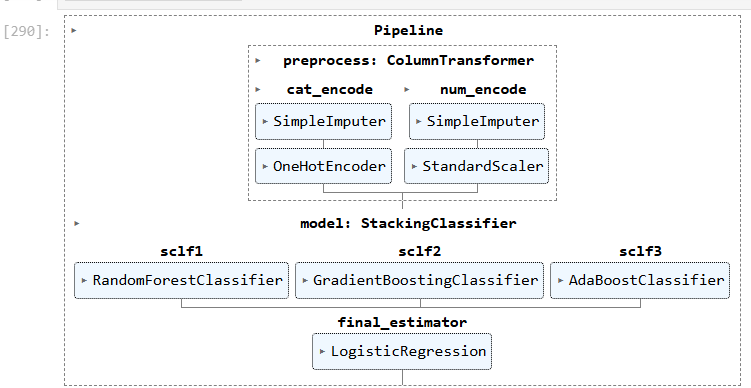 [290]:
Pipeline
preprocess: ColumnTransformer
cat_encode num_encode
SimpleImputer SimpleImputer
OneHotEncoder StandardScaler
model: StackingClassifier
sclf1 sclf2 sclf3
RandomForestClassifier GradientBoostingClassifier AdaBoostClassifier
final_estimator
LogisticRegression